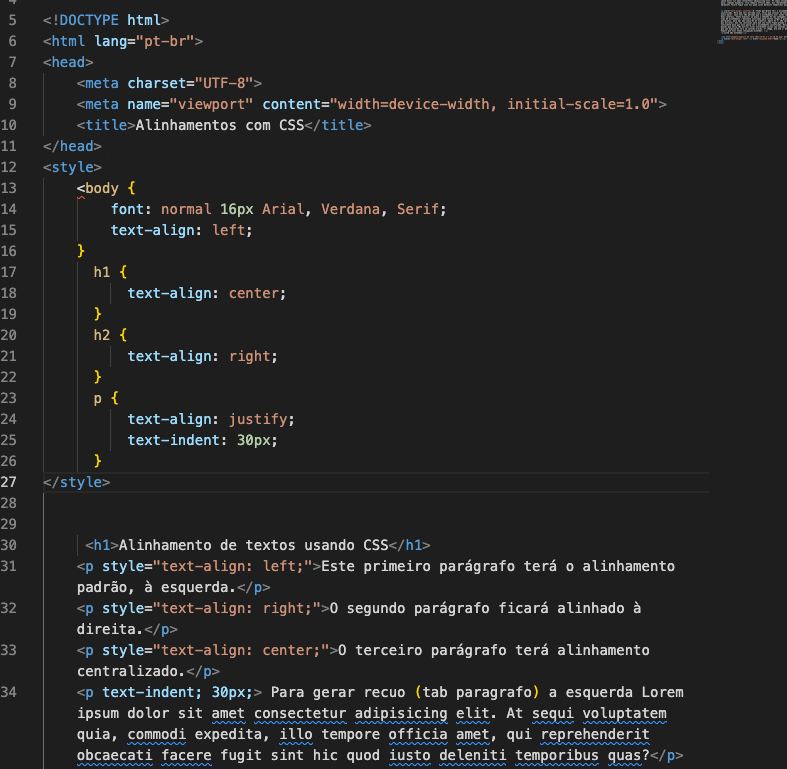 4
5 <!DOCTYPE html>
6 <html lang="pt-br">
7 <head>
8 <meta charset="UTF-8">
9 <meta name="viewport" content="width=device-width, initial-scale=1.0">
10 <title>Alinhamentos com CSS</title>
11 </head>
12 <style>
13 <body {
14 font: normal 16px Arial, Verdana, Serif;
15 text-align: left;
16 }
17 h1 {
18 text-align: center;
19 }
20 h2 {
21 text-align: right;
22 }
23 p {
24 text-align: justify;
25 text-indent: 30px;
26 }
27 </style>
28
29
30 <h1>Alinhamento de textos usando CSS</h1>
31 <p style="text-align: left;">Este primeiro parágrafo terá o alinhamento
padrão, à esquerda.</p>
32 <p style="text-align: right;">O segundo parágrafo ficará alinhado à
direita.</p>
33 <p style="text-align: center;">O terceiro parágrafo terá alinhamento
centralizado.</p>
34 <p text-indent; 30px;> Para gerar recuo (tab paragrafo) a esquerda Lorem
ipsum dolor sit amet consectetur adipisicing elit. At sequi voluptatem
quia, commodi expedita, illo tempore officia amet, qui reprehenderit
obcaecati facere fugit sint hic quod iusto deleniti temporibus quas?</p>